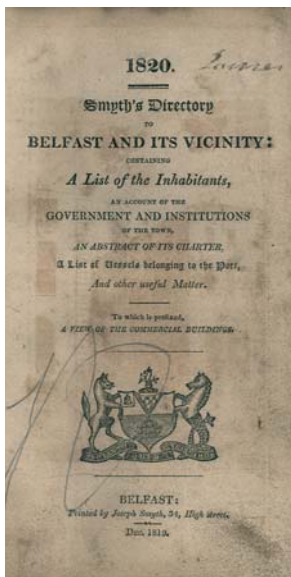 1820.
Smyth's Directory
TO
BELFAST AND ITS VICINITY:
CONTAINING
A List of the Inhabitants,
AN ACCOUNT OF THE
GOVERNMENT AND INSTITUTIONS
OF THE TOWN,
AN ABSTRACT OF ITS CHARTER,
A List of Vessels belonging to the Port,
And other useful Matter.
To which is prefixed,
A VIEW OF THE COMMERCIAL BUILDINGS.
BELFAST:
Printed by Joseph Smyth, 34, High Street.
Dec. 1819.